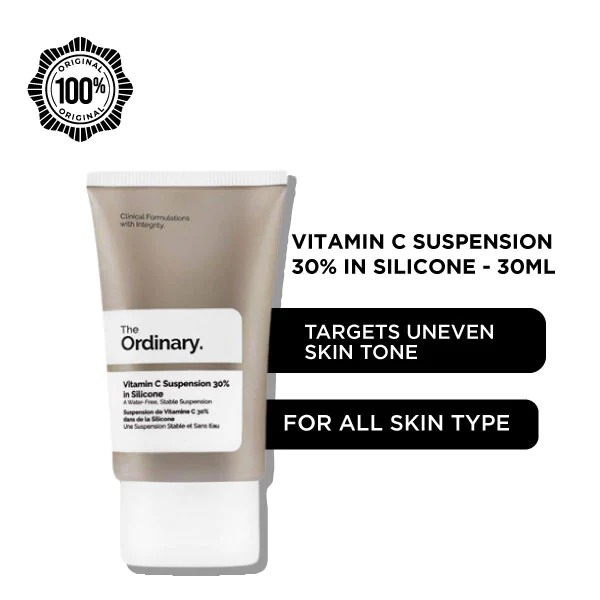 ORIGINAL
100%
ORIGINAL
Clinical Formulations
with Integrity.
The
Ordinary.
Vitamin C Suspension 30%
in Silicone
A Water-Free, Stable Suspension
Suspension de Vitamine C 30%
dans de la Silicone
Une Suspension Stable et Sans Eau
VITAMIN C SUSPENSION
30% IN SILICONE - 30ML
TARGETS UNEVEN
SKIN TONE
FOR ALL SKIN TYPE